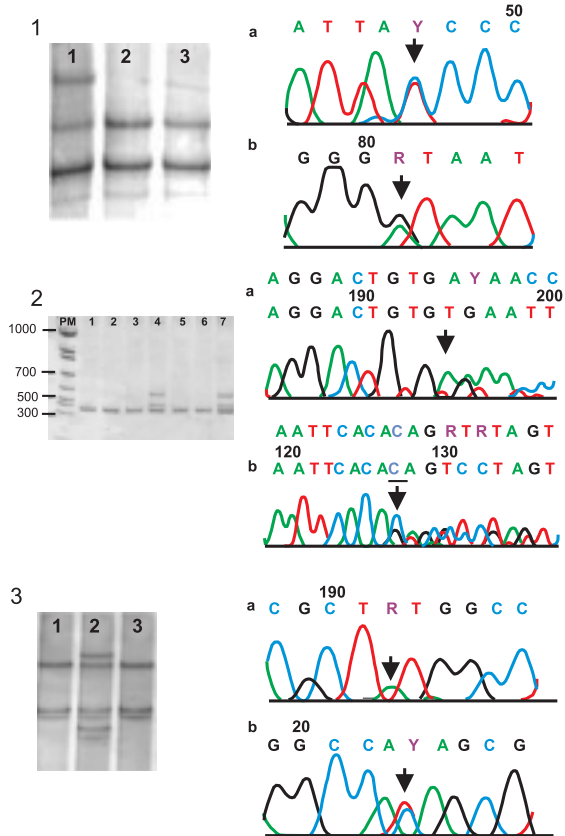 1
1 2 3
a
50
A T T A Y C C C
b
80
G G G R T A A T
2
PM 1 2 3 4 5 6 7
1000
700
500
300
a
A G G A C T G T G A Y A A C C
190 200
A G G A C T G T G T G A A T T
A A T T C A C A C A G R T R T A G T
b
120 130
A A T T C A C A C A G T C C T A G T
3
1 2 3
a
190
C G C T R T G G C C
b
20
G G C C A Y A G C G